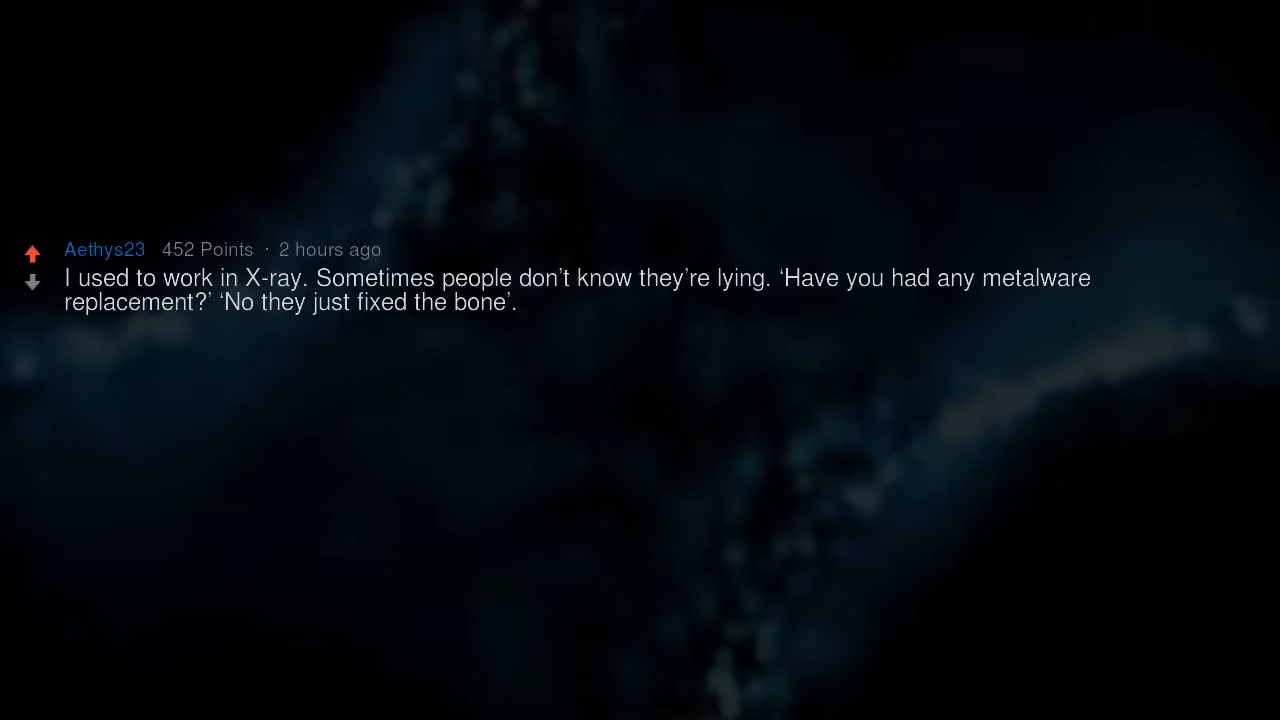 Aethys23 452 Points · 2 hours ago
I used to work in X-ray. Sometimes people don’t know they’re lying. ‘Have you had any metalware
replacement?’ ‘No they just fixed the bone’.